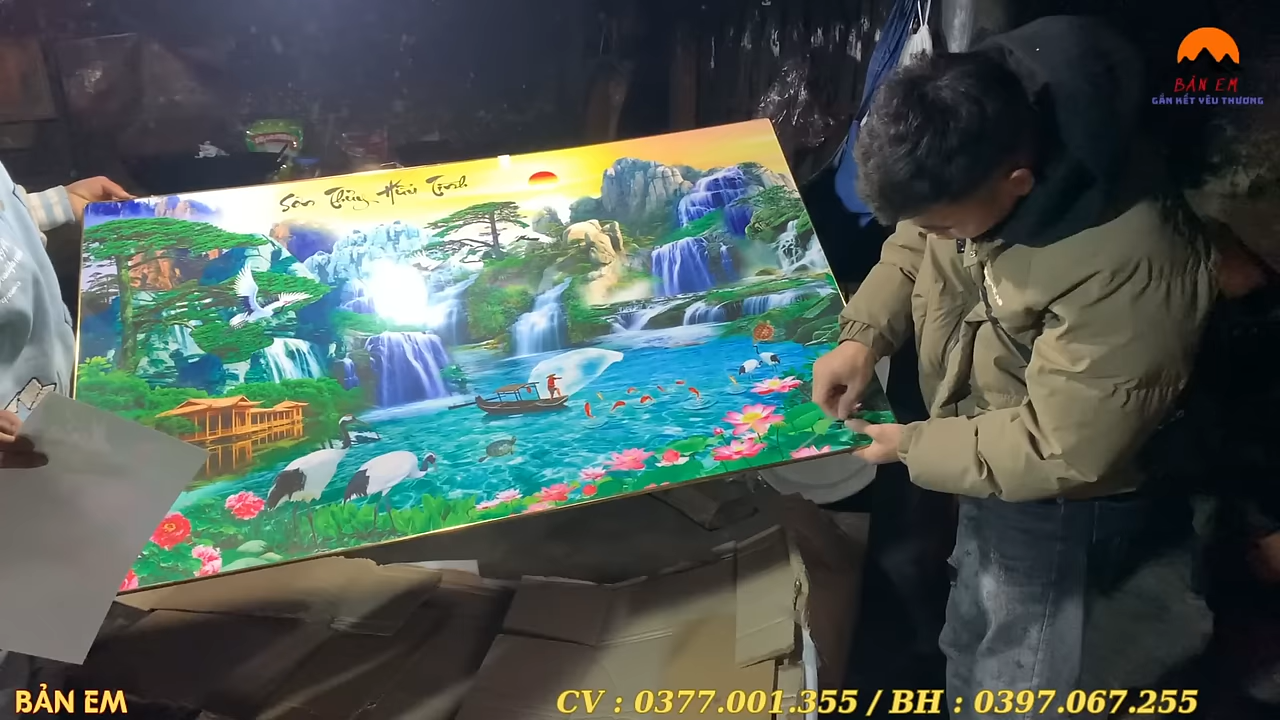 BẢN EM
GẮN KẾT YÊU THƯƠNG
Sơn Thủy Hữu Tình
BẢN EM
CV : 0377.001.355 / BH : 0397.067.255